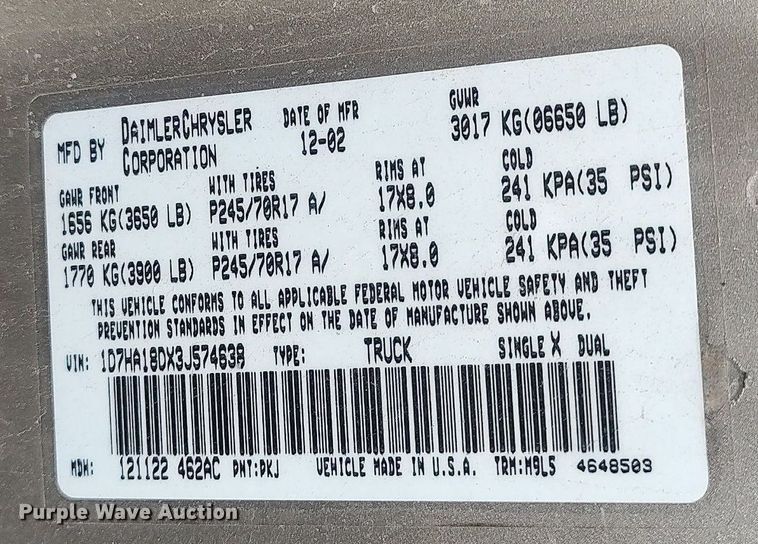 MFD BY DAIMLERCHRYSLER CORPORATION DATE OF MFR 12-02 GVWR 3017 KG(06650 LB)
GAWR FRONT WITH TIRES RIMS AT COLD
1656 KG(3650 LB) P245/70R17 A/ 17X8.0 241 KPA(35 PSI)
GAWR REAR WITH TIRES RIMS AT COLD
1770 KG(3900 LB) P245/70R17 A/ 17X8.0 241 KPA(35 PSI)
THIS VEHICLE CONFORMS TO ALL APPLICABLE FEDERAL MOTOR VEHICLE SAFETY AND THEFT
PREVENTION STANDARDS IN EFFECT ON THE DATE OF MANUFACTURE SHOWN ABOVE.
VIN: 1D7HA18DX3J574638 TYPE: TRUCK SINGLE X DUAL
MDH: 121122 462AC PNT:PKJ VEHICLE MADE IN U.S.A. TRM:M9L5 4648503
Purple Wave Auction